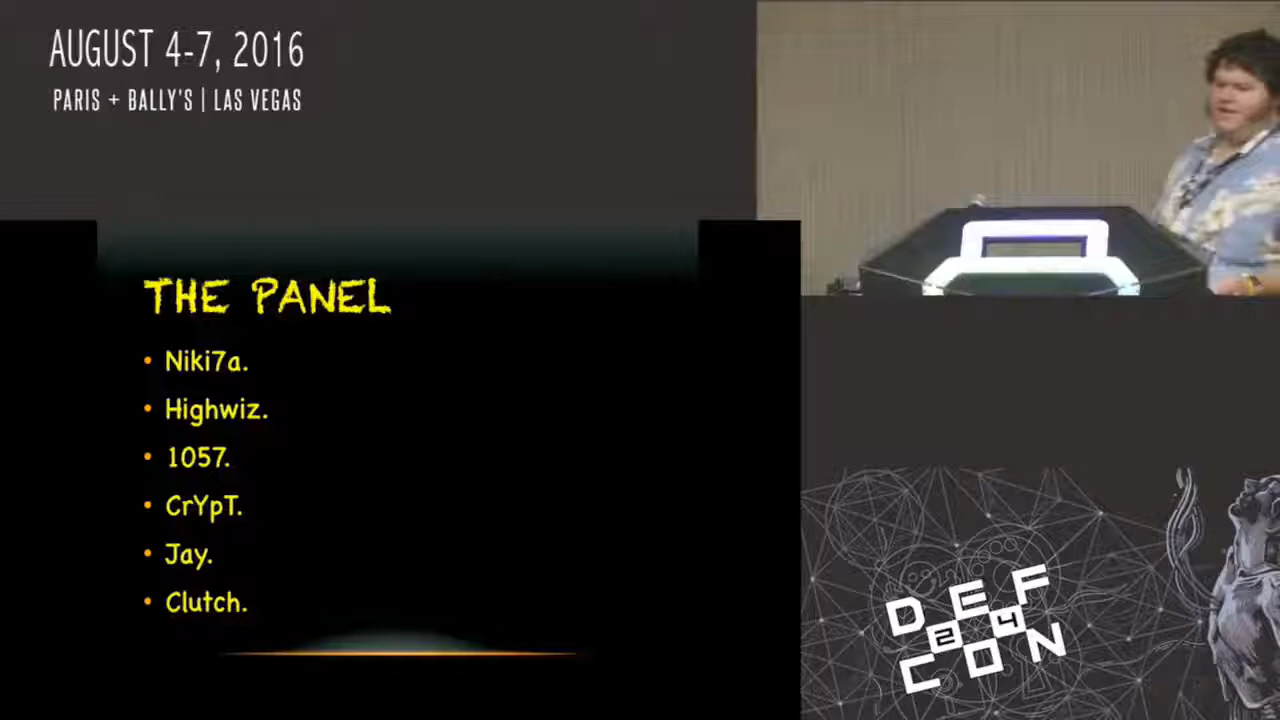 AUGUST 4-7, 2016
PARIS + BALLY'S | LAS VEGAS
THE PANEL
• Niki7a.
• Highwiz.
• 1057.
• CrYpT.
• Jay.
• Clutch.
DEF
24
CON